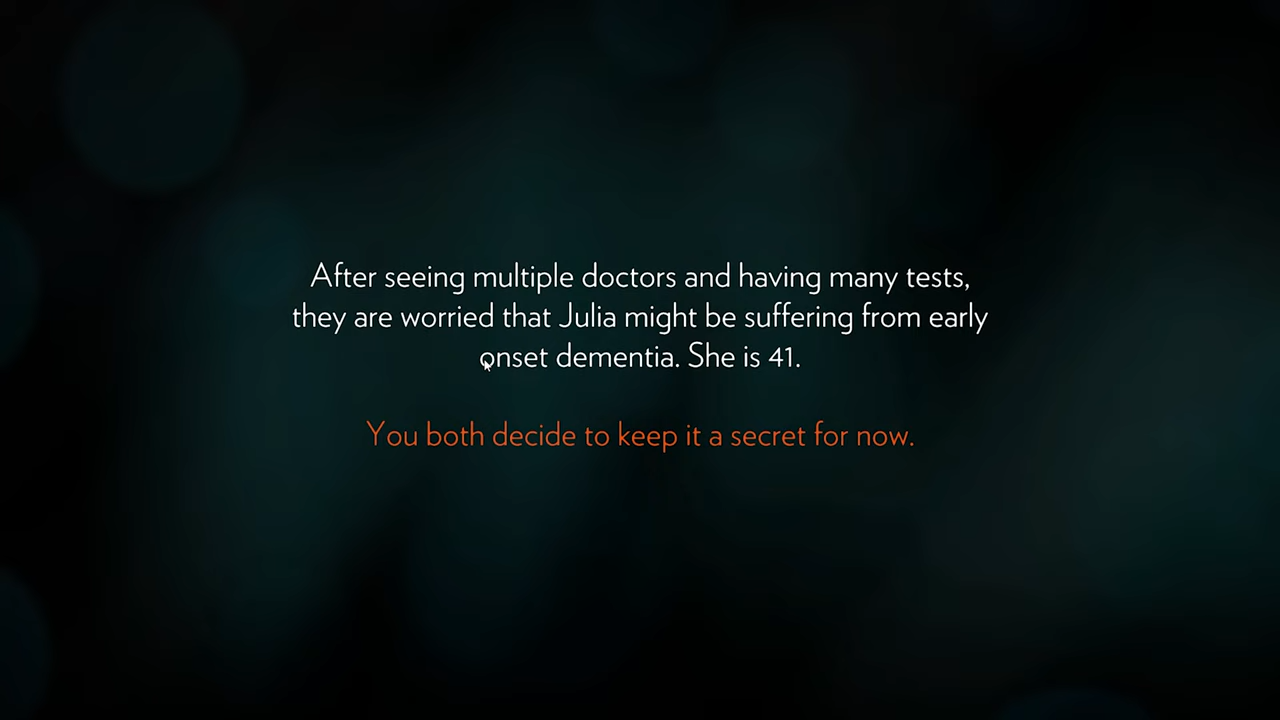 After seeing multiple doctors and having many tests,
they are worried that Julia might be suffering from early
onset dementia. She is 41.
You both decide to keep it a secret for now.